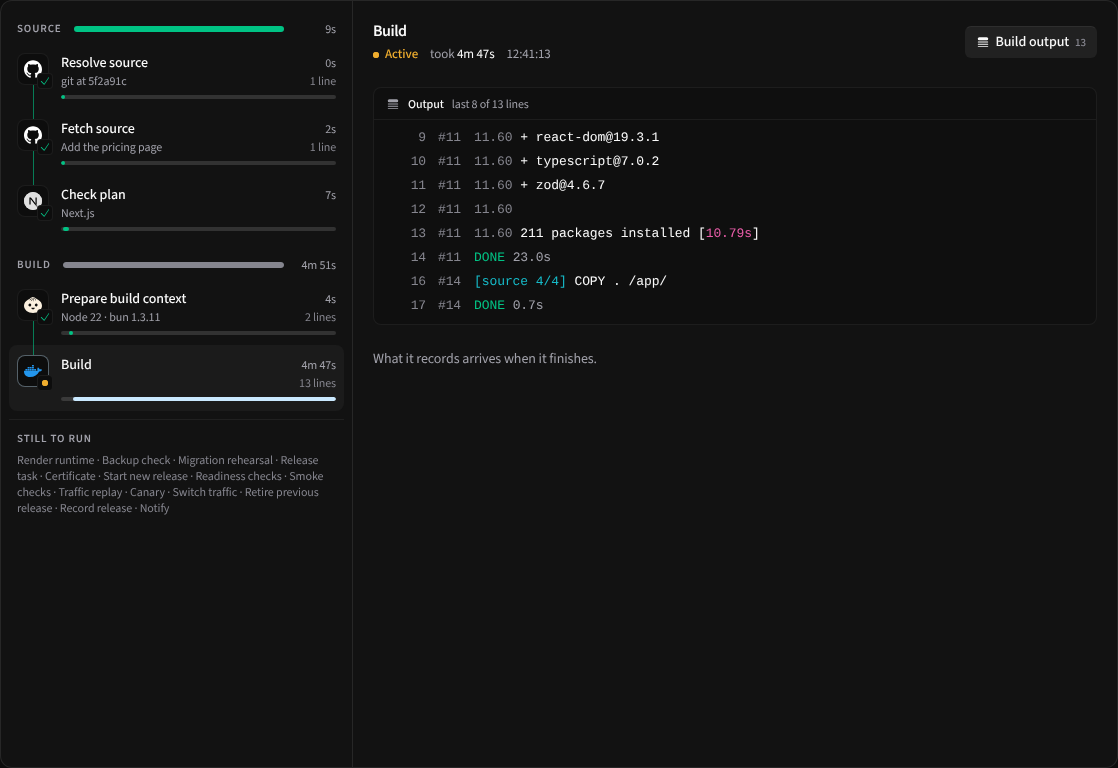 SOURCE 9s
Resolve source 0s
git at 5f2a91c 1 line
Fetch source 2s
Add the pricing page 1 line
Check plan 7s
Next.js
BUILD 4m 51s
Prepare build context 4s
Node 22 · bun 1.3.11 2 lines
Build 4m 47s
13 lines
STILL TO RUN
Render runtime · Backup check · Migration rehearsal · Release
task · Certificate · Start new release · Readiness checks · Smoke
checks · Traffic replay · Canary · Switch traffic · Retire previous
release · Record release · Notify
Build
Active took 4m 47s 12:41:13
Build output 13
Output last 8 of 13 lines
9 #11 11.60 + react-dom@19.3.1
10 #11 11.60 + typescript@7.0.2
11 #11 11.60 + zod@4.6.7
12 #11 11.60
13 #11 11.60 211 packages installed [10.79s]
14 #11 DONE 23.0s
16 #14 [source 4/4] COPY . /app/
17 #14 DONE 0.7s
What it records arrives when it finishes.